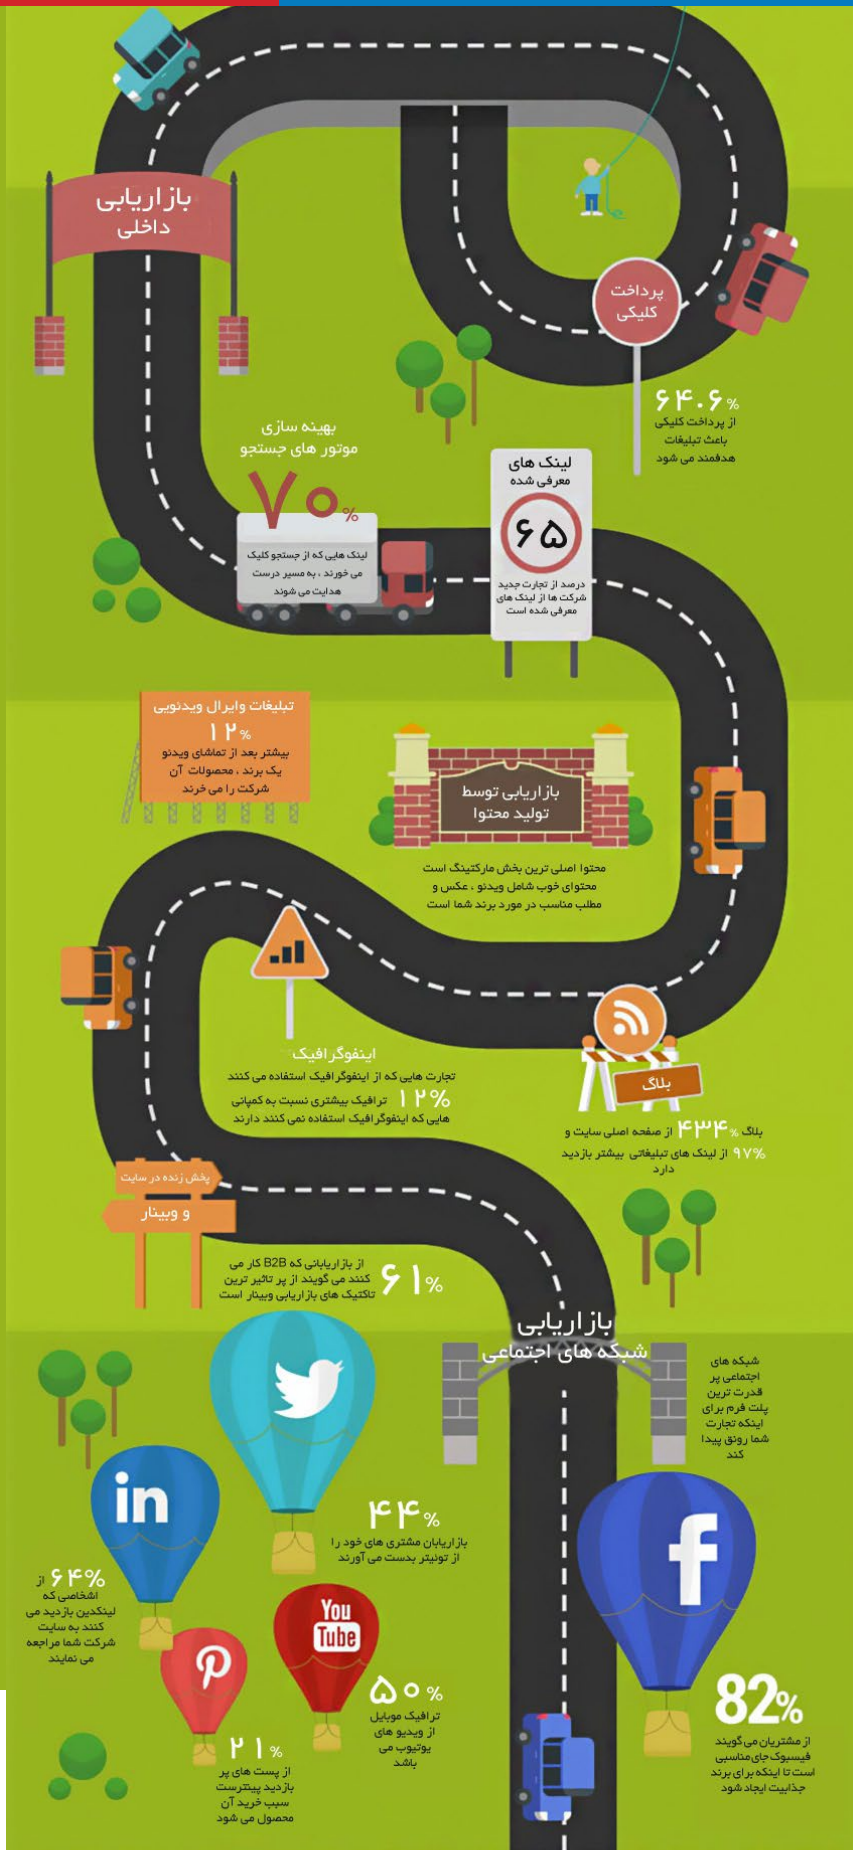 بازاریابی
داخلی
پرداخت
کلیکی
۶۴.۶%
از پرداخت کلیکی
باعث تبلیغات
هدفمند می شود
بهینه سازی
موتور های جستجو
۷۰%
لینک هایی که از جستجو کلیک
می خورند ، به مسیر درست
هدایت می شوند
لینک های
معرفی شده
۶۵
درصد از تجارت جدید
شرکت ها از لینک های
معرفی شده است
تبلیغات وایرال ویدئویی
۱۲%
بیشتر بعد از تماشای ویدئو
یک برند ، محصولات آن
شرکت را می خرند
بازاریابی توسط
تولید محتوا
محتوا اصلی ترین بخش مارکتینگ است
محتوای خوب شامل ویدئو ، عکس و
مطلب مناسب در مورد برند شما است
اینفوگرافیک
تجارت هایی که از اینفوگرافیک استفاده می کنند
۱۲% ترافیک بیشتری نسبت به کمپانی
هایی که اینفوگرافیک استفاده نمی کنند دارند
بلاگ
بلاگ %۴۳۴ از صفحه اصلی سایت و
۹۷% از لینک های تبلیغاتی بیشتر بازدید
دارد
پخش زنده در سایت
و وبینار
۶۱%
از بازاریابانی که B2B کار می
کنند می گویند از پر تاثیر ترین
تاکتیک های بازاریابی وبینار است
بازاریابی
شبکه های اجتماعی
شبکه های
اجتماعی پر
قدرت ترین
پلت فرم برای
اینکه تجارت
شما رونق پیدا
کند
in
۴۴%
بازاریابان مشتری های خود را
از توئیتر بدست می آورند
f
۶۴% از
اشخاصی که
لینکدین بازدید می
کنند به سایت
شرکت شما مراجعه
می نمایند
You
Tube
۵۰%
ترافیک موبایل
از ویدیو های
یوتیوب می
باشد
82%
از مشتریان می گویند
فیسبوک جای مناسبی
است تا اینکه برای برند
جذابیت ایجاد شود
۲۱%
از پست های پر
بازدید پینترست
سبب خرید آن
محصول می شود